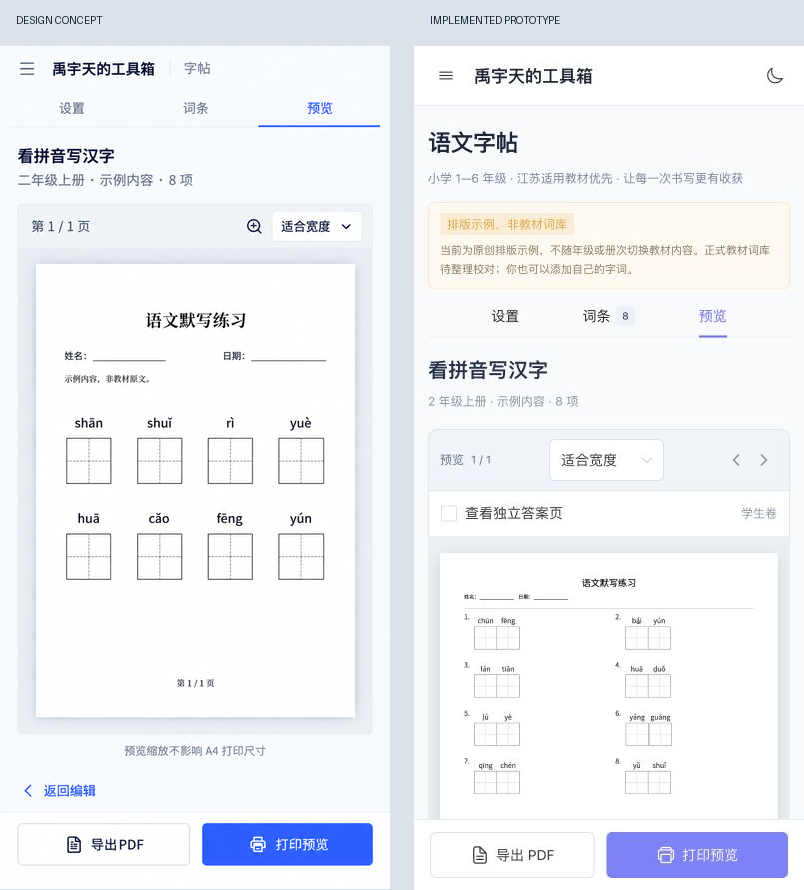 DESIGN CONCEPT
禹宇天的工具箱 字帖
设置 词条 预览
看拼音写汉字
二年级上册 · 示例内容 · 8 项
第 1 / 1 页 适合宽度
语文默写练习
姓名: 日期:
示例内容，非教材原文。
shān shuǐ rì yuè
huā cǎo fēng yún
第 1 / 1 页
预览缩放不影响 A4 打印尺寸
返回编辑
导出PDF 打印预览
IMPLEMENTED PROTOTYPE
禹宇天的工具箱
语文字帖
小学 1—6 年级 · 江苏适用教材优先 · 让每一次书写更有收获
排版示例，非教材词库
当前为原创排版示例，不随年级或册次切换教材内容。正式教材词库
待整理校对；你也可以添加自己的字词。
设置 词条 8 预览
看拼音写汉字
2 年级上册 · 示例内容 · 8 项
预览 1 / 1 适合宽度
查看独立答案页 学生卷
语文默写练习
姓名: 日期:
1. chūn fēng 2. bái yún
3. lán tiān 4. huā duǒ
5. lǜ yè 6. yáng guāng
7. qīng chén 8. yǔ shuǐ
导出 PDF 打印预览